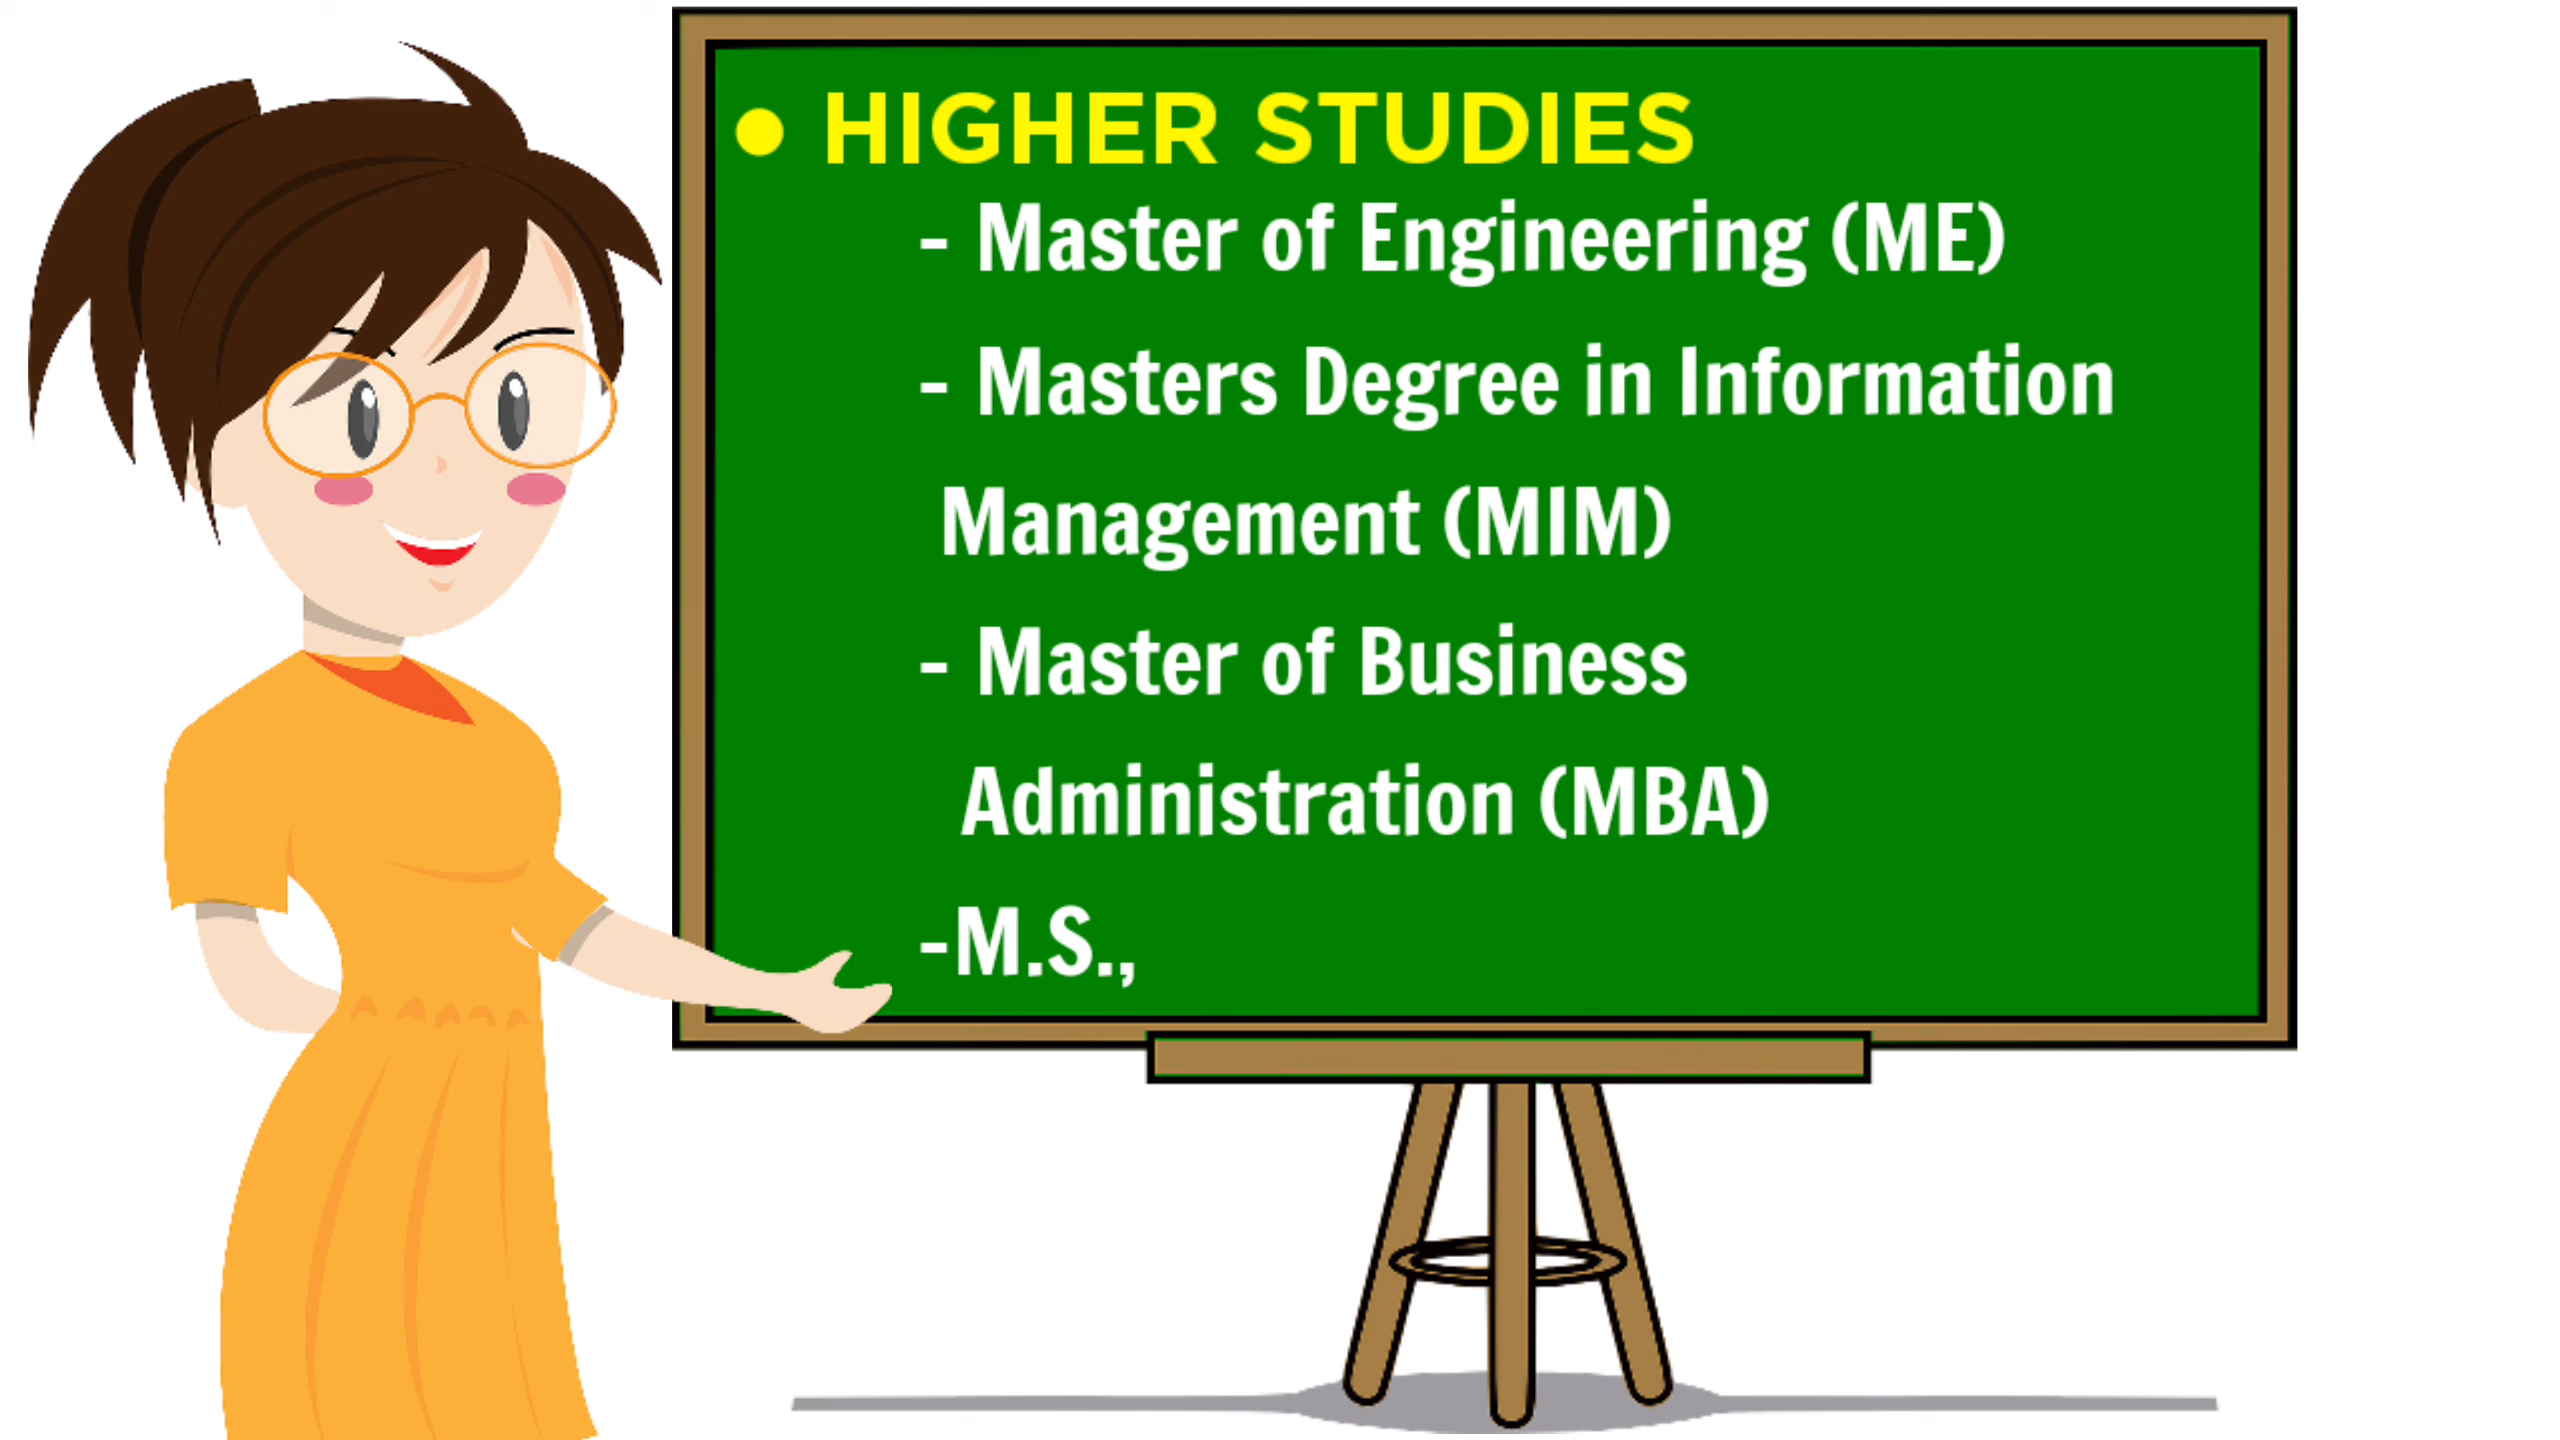 • HIGHER STUDIES
- Master of Engineering (ME)
- Masters Degree in Information
Management (MIM)
- Master of Business
Administration (MBA)
-M.S.,